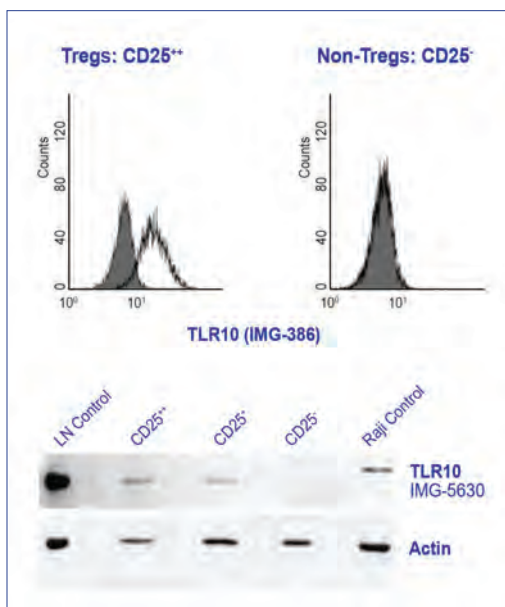 Tregs: CD25++
Non-Tregs: CD25-
Counts
0 40 80 120
10⁰ 10¹
Counts
0 40 80 120
10⁰ 10¹
TLR10 (IMG-386)
LN Control
CD25++
CD25+
CD25-
Raji Control
TLR10
IMG-5630
Actin